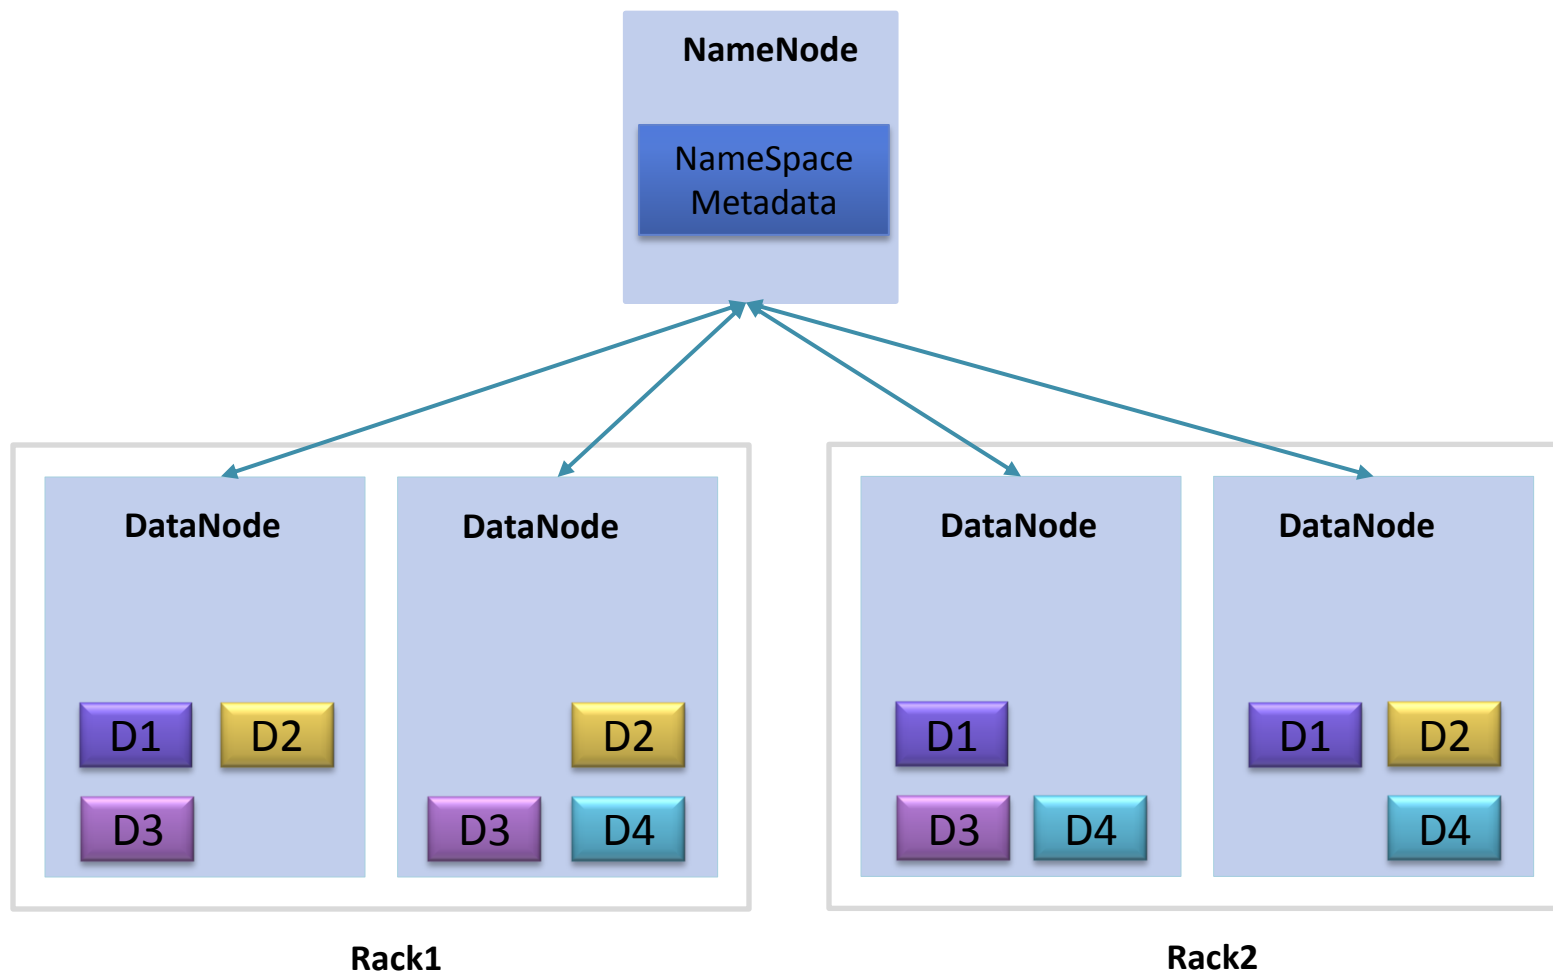 NameNode
NameSpace
Metadata
DataNode
DataNode
DataNode
DataNode
D1
D2
D2
D1
D1
D2
D3
D3
D4
D3
D4
D4
Rack1
Rack2